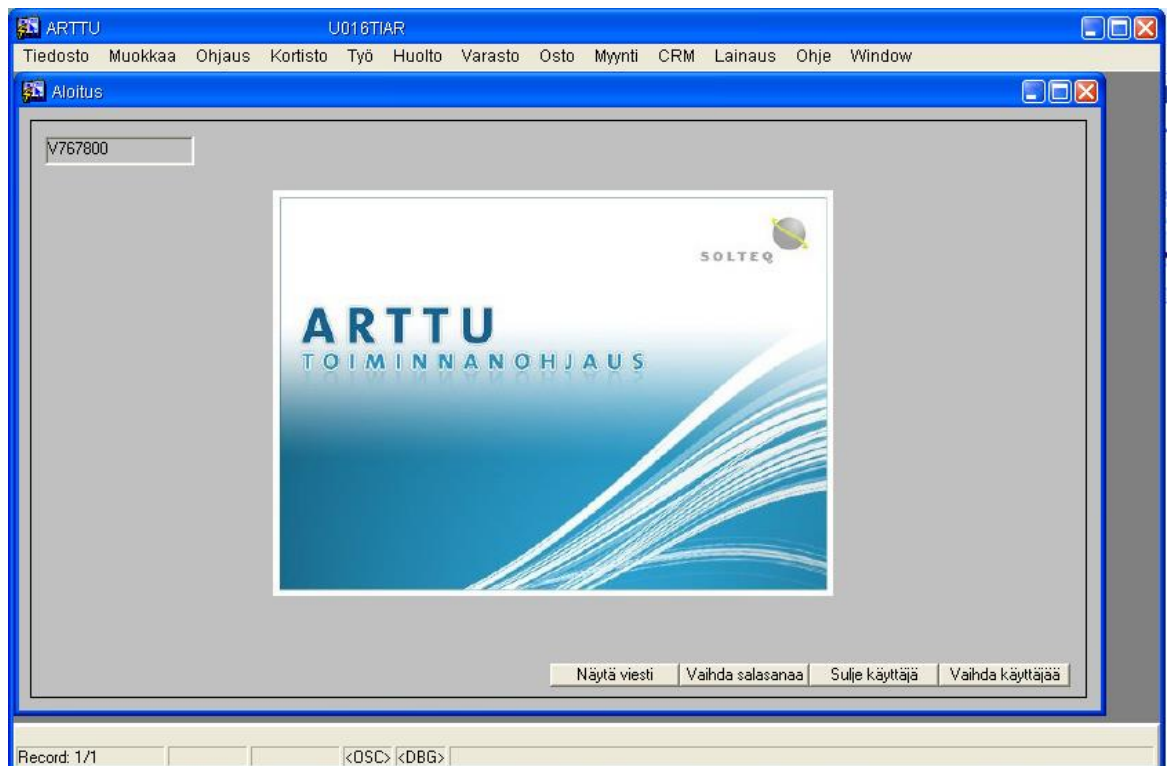 ARTTU U016TIAR
Tiedosto Muokkaa Ohjaus Kortisto Työ Huolto Varasto Osto Myynti CRM Lainaus Ohje Window
Aloitus
V767800
SOLTEQ
ARTTU
TOIMINNANOHJAUS
Näytä viesti Vaihda salasanaa Sulje käyttäjä Vaihda käyttäjää
Record: 1/1 <OSC> <DBG>